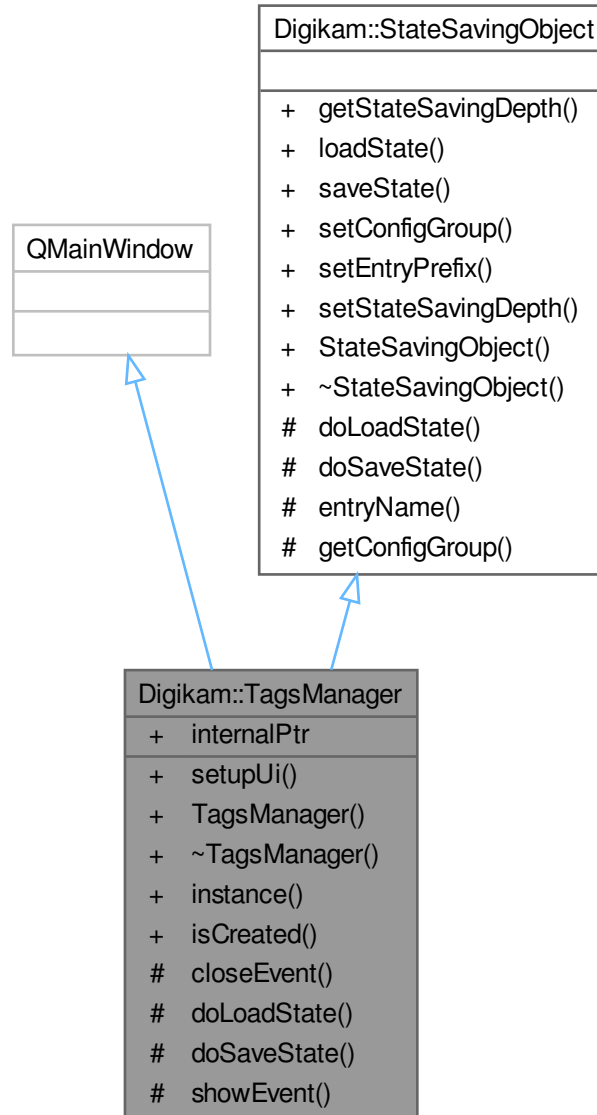 Digikam::StateSavingObject
+ getStateSavingDepth()
+ loadState()
+ saveState()
+ setConfigGroup()
+ setEntryPrefix()
+ setStateSavingDepth()
+ StateSavingObject()
+ ~StateSavingObject()
# doLoadState()
# doSaveState()
# entryName()
# getConfigGroup()
QMainWindow
Digikam::TagsManager
+ internalPtr
+ setupUi()
+ TagsManager()
+ ~TagsManager()
+ instance()
+ isCreated()
# closeEvent()
# doLoadState()
# doSaveState()
# showEvent()